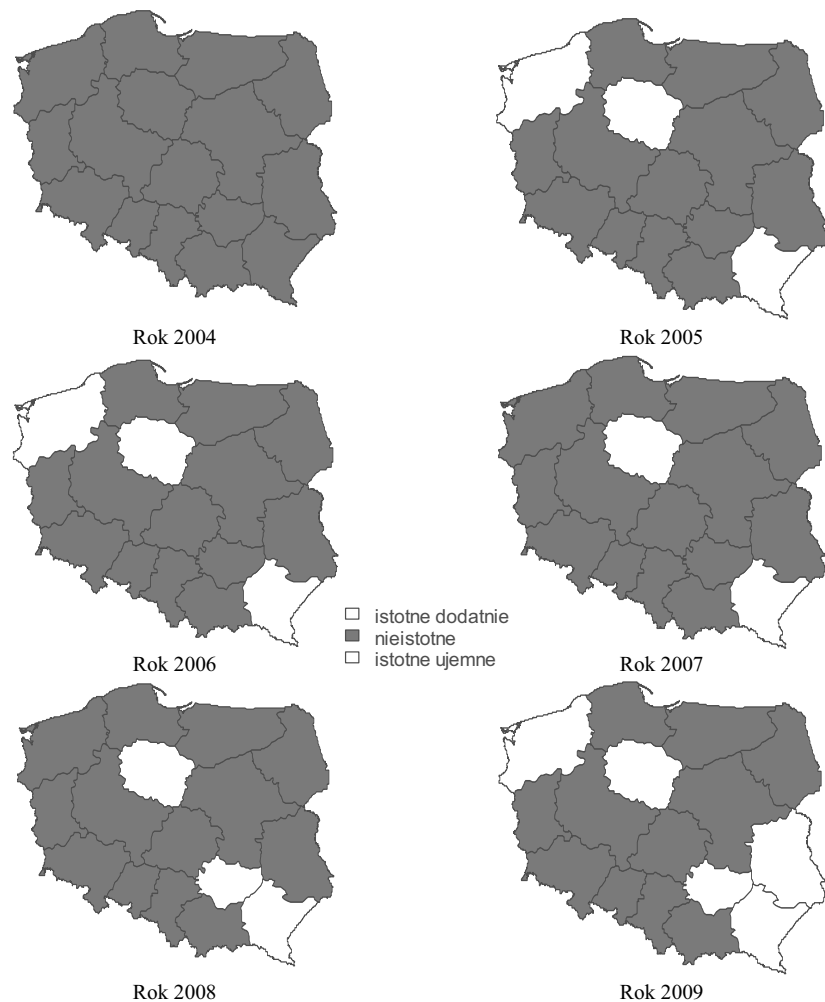 Rok 2004
Rok 2005
istotne dodatnie
nieistotne
istotne ujemne
Rok 2006
Rok 2007
Rok 2008
Rok 2009